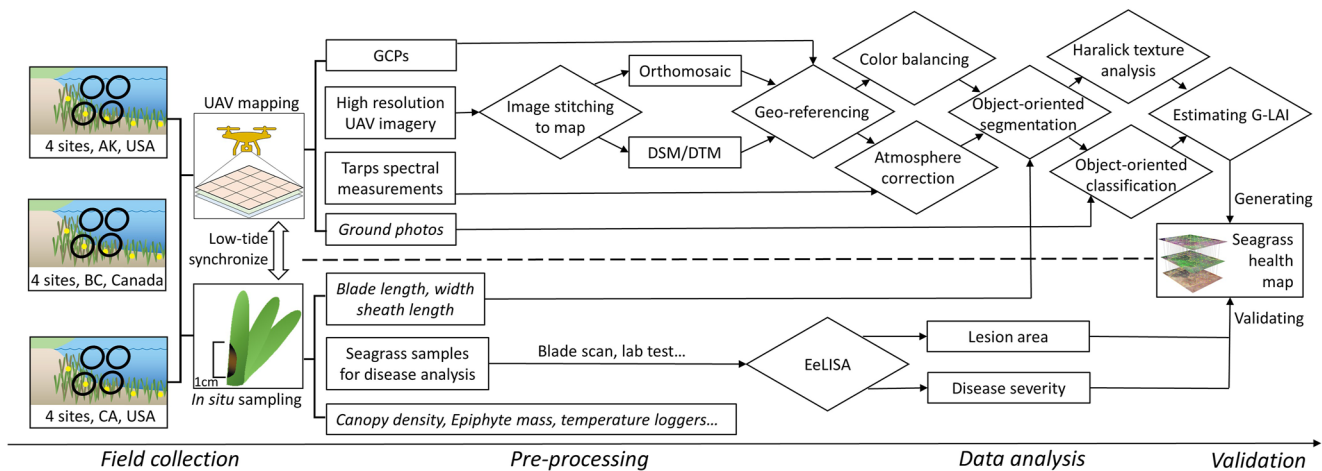 4 sites, AK, USA
4 sites, BC, Canada
4 sites, CA, USA
UAV mapping
Low-tide
synchronize
1cm
In situ sampling
GCPs
High resolution
UAV imagery
Tarps spectral
measurements
Ground photos
Blade length, width
sheath length
Seagrass samples
for disease analysis
Canopy density, Epiphyte mass, temperature loggers…
Image stitching
to map
Orthomosaic
DSM/DTM
Geo-referencing
Color balancing
Atmosphere
correction
Object-oriented
segmentation
Haralick texture
analysis
Object-oriented
classification
Estimating G-LAI
Generating
Seagrass
health
map
Validating
Blade scan, lab test…
EeLISA
Lesion area
Disease severity
Field collection
Pre-processing
Data analysis
Validation